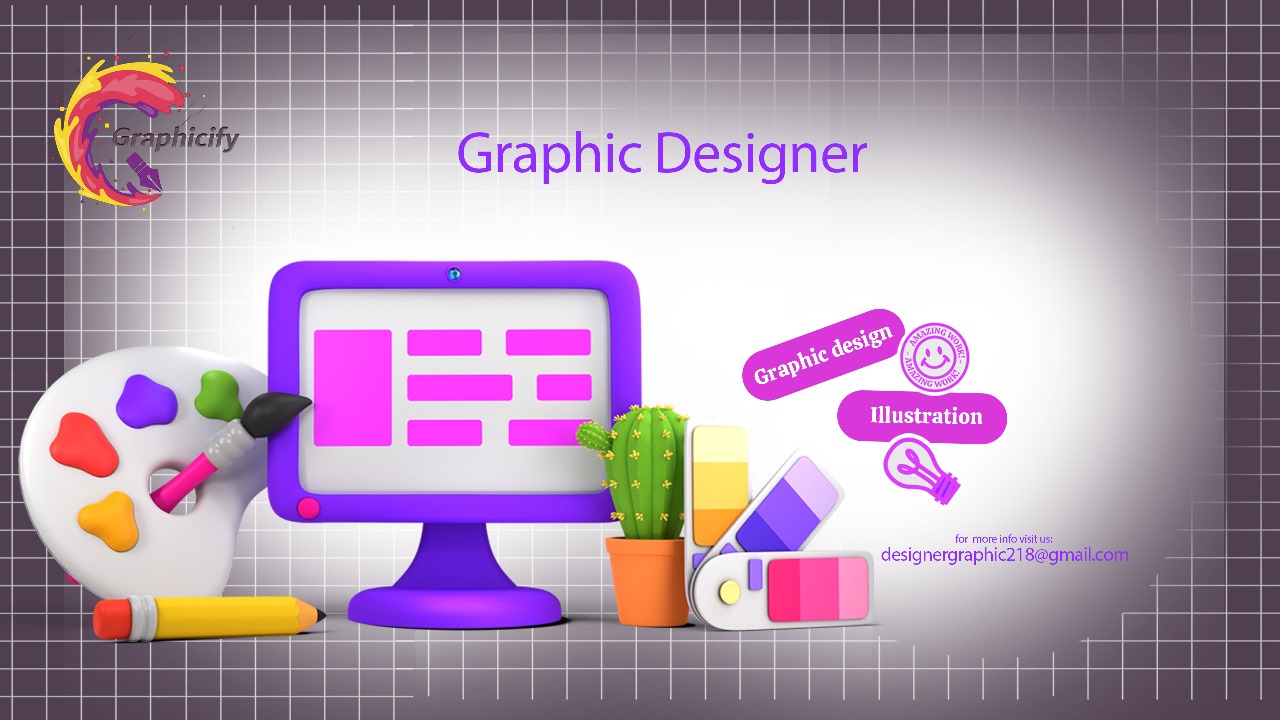 Graphicify
Graphic Designer
Graphic design
AMAZING WORK!
AMAZING WORK!
Illustration
for more info visit us:
designergraphic218@gmail.com